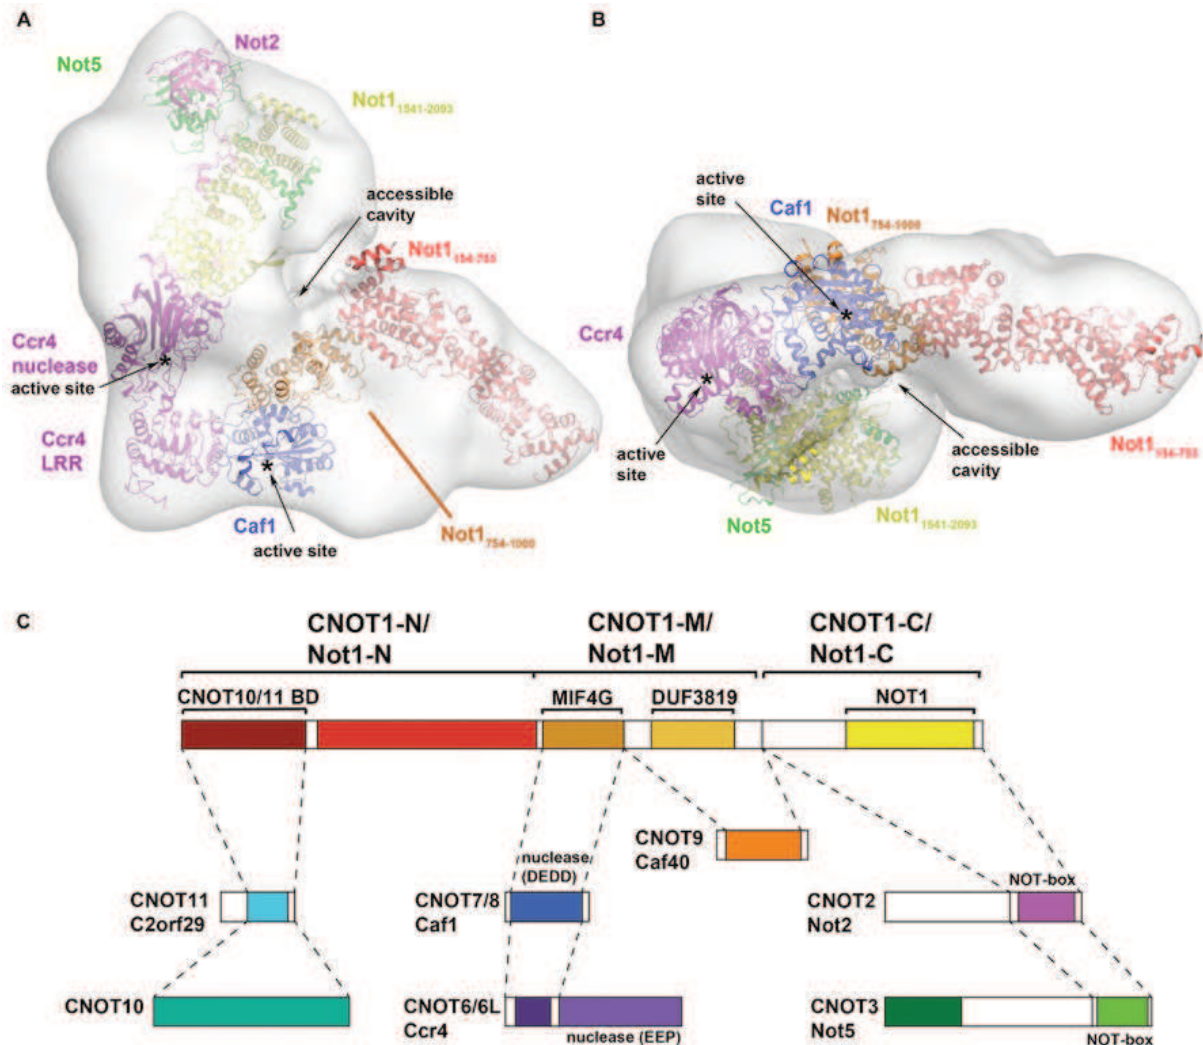 A
B
Not2
Not5
Not1 1541-2093
accessible
cavity
Not1 154-753
Ccr4
nuclease
active site
Ccr4
LRR
Caf1
active site
Not1 754-1000
active
site
Caf1
Not1 754-1000
Ccr4
active
site
accessible
cavity
Not1 154-753
Not5
Not1 1541-2093
C
CNOT1-N/
Not1-N
CNOT1-M/
Not1-M
CNOT1-C/
Not1-C
CNOT10/11 BD
MIF4G
DUF3819
NOT1
CNOT9
Caf40
nuclease
(DEDD)
NOT-box
CNOT11
C2orf29
CNOT7/8
Caf1
CNOT2
Not2
CNOT10
CNOT6/6L
Ccr4
nuclease (EEP)
CNOT3
Not5
NOT-box